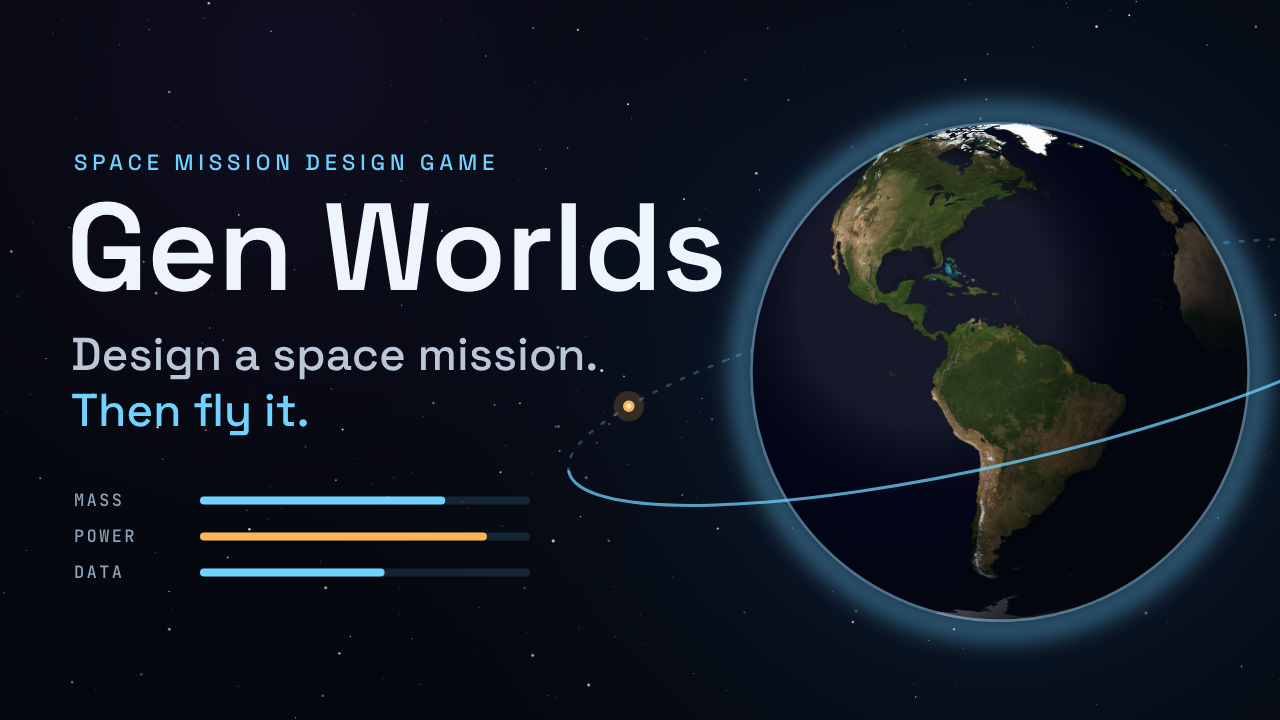 SPACE MISSION DESIGN GAME
Gen Worlds
Design a space mission.
Then fly it.
MASS
POWER
DATA